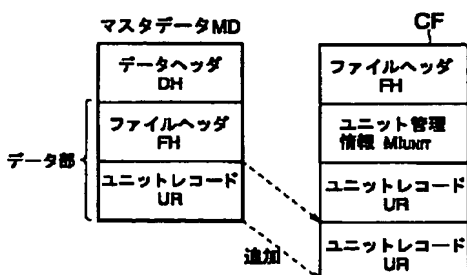 マスタデータMD
データヘッダ
DH
ファイルヘッダ
FH
ユニットレコード
UR
データ部
追加
CF
ファイルヘッダ
FH
ユニット管理
情報 MIUNIT
ユニットレコード
UR
ユニットレコード
UR